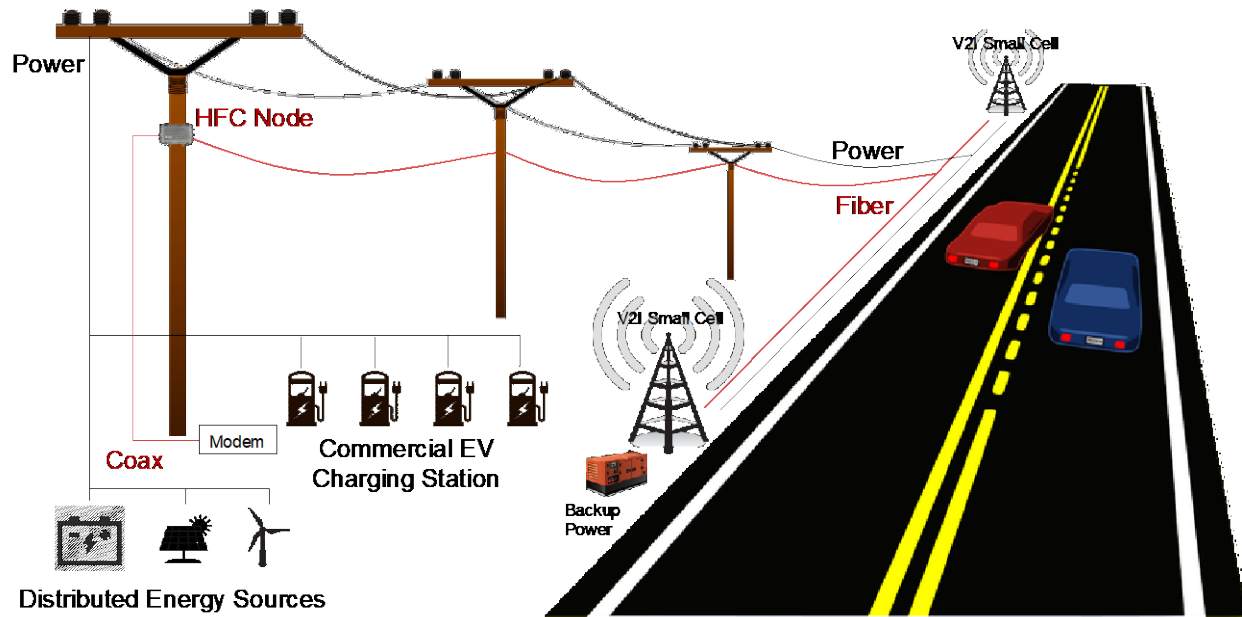 V2I Small Cell
Power
HFC Node
Power
Fiber
V2I Small Cell
Modem
Coax
Commercial EV
Charging Station
Backup
Power
Distributed Energy Sources